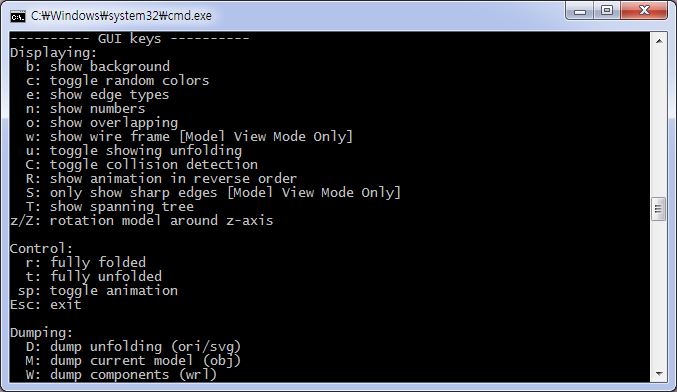 C:₩Windows₩system32₩cmd.exe
---------- GUI keys ----------
Displaying:
  b: show background
  c: toggle random colors
  e: show edge types
  n: show numbers
  o: show overlapping
  w: show wire frame [Model View Mode Only]
  u: toggle showing unfolding
  C: toggle collision detection
  R: show animation in reverse order
  S: only show sharp edges [Model View Mode Only]
  T: show spanning tree
z/Z: rotation model around z-axis

Control:
  r: fully folded
  t: fully unfolded
 sp: toggle animation
Esc: exit

Dumping:
  D: dump unfolding (ori/svg)
  M: dump current model (obj)
  W: dump components (wrl)